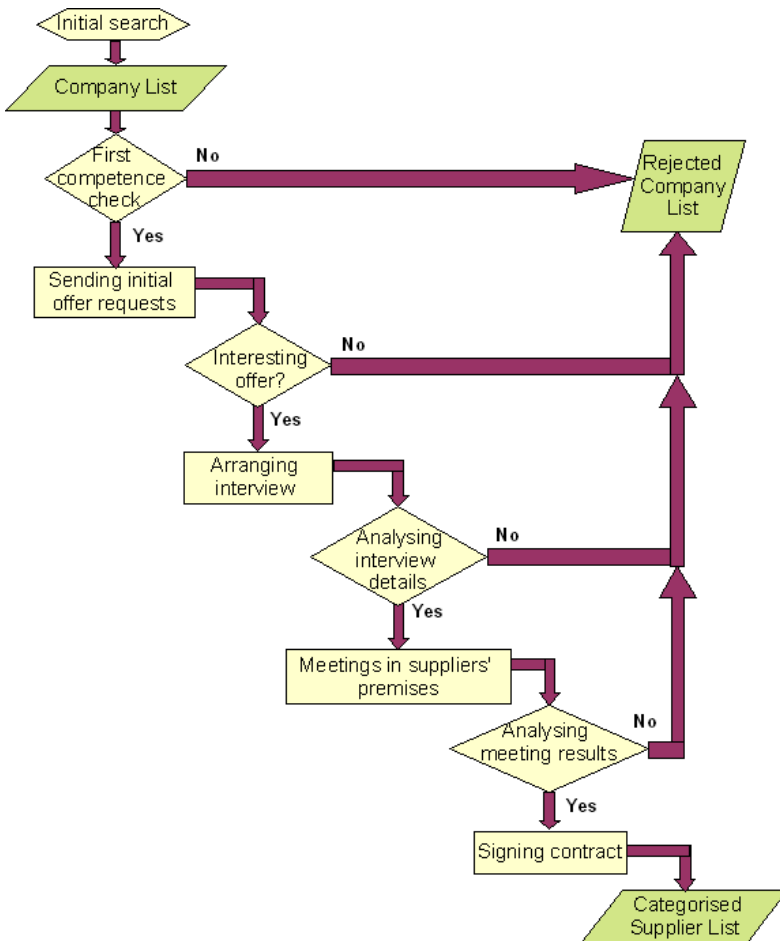 Initial search
Company List
First
competence
check
No
Rejected
Company
List
Yes
Sending initial
offer requests
Interesting
offer?
No
Yes
Arranging
interview
Analysing
interview
details
No
Yes
Meetings in suppliers'
premises
Analysing
meeting results
No
Yes
Signing contract
Categorised
Supplier List